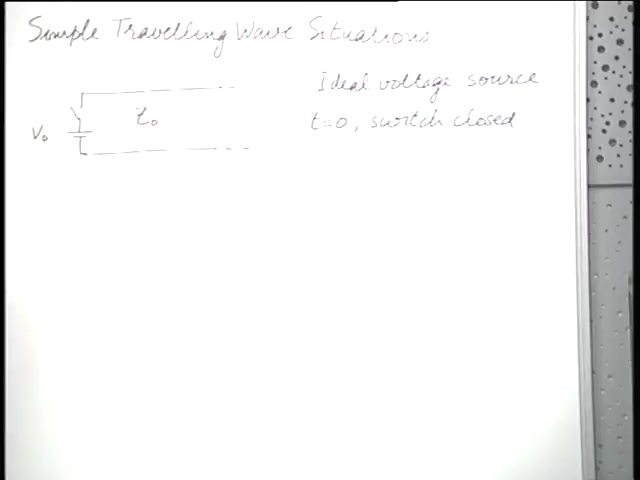 Simple Travelling Wave Situations
Ideal voltage source
t=0, switch closed
Z₀
V₀